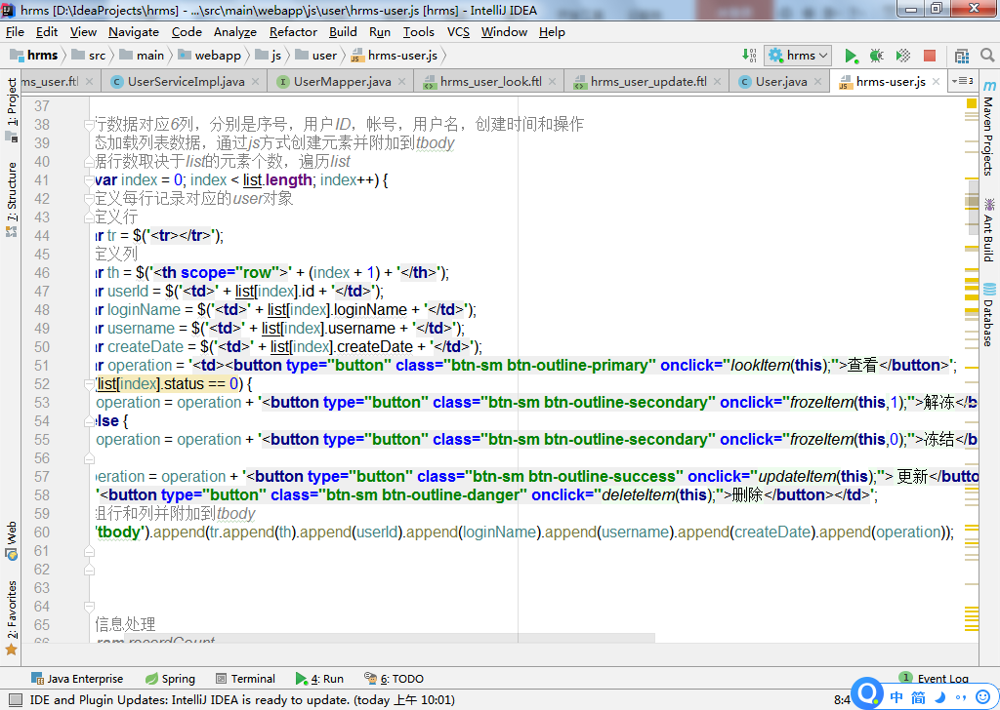 hrms [D:\IdeaProjects\hrms] - ...\src\main\webapp\js\user\hrms-user.js [hrms] - IntelliJ IDEA
File Edit View Navigate Code Analyze Refactor Build Run Tools VCS Window Help
hrms src main webapp js user hrms-user.js hrms
ms_user.ftl UserServiceImpl.java UserMapper.java hrms_user_look.ftl hrms_user_update.ftl User.java hrms-user.js 3
37
38 行数据对应6列，分别是序号，用户ID，帐号，用户名，创建时间和操作
39 态加载列表数据，通过js方式创建元素并附加到tbody
40 据行数取决于list的元素个数，遍历list
41 var index = 0; index < list.length; index++) {
42 定义每行记录对应的user对象
43 定义行
44 ar tr = $('<tr></tr>');
45 定义列
46 ar th = $('<th scope="row">' + (index + 1) + '</th>');
47 ar userId = $('<td>' + list[index].id + '</td>');
48 ar loginName = $('<td>' + list[index].loginName + '</td>');
49 ar username = $('<td>' + list[index].username + '</td>');
50 ar createDate = $('<td>' + list[index].createDate + '</td>');
51 ar operation = '<td><button type="button" class="btn-sm btn-outline-primary" onclick="lookItem(this);">查看</button>';
52 (list[index].status == 0) {
53 operation = operation + '<button type="button" class="btn-sm btn-outline-secondary" onclick="frozeItem(this,1);">解冻</b
54 else {
55 operation = operation + '<button type="button" class="btn-sm btn-outline-secondary" onclick="frozeItem(this,0);">冻结</b
56
57 peration = operation + '<button type="button" class="btn-sm btn-outline-success" onclick="updateItem(this);"> 更新</butto
58 '<button type="button" class="btn-sm btn-outline-danger" onclick="deleteItem(this);">删除</button></td>';
59 组行和列并附加到tbody
60 'tbody').append(tr.append(th).append(userId).append(loginName).append(username).append(createDate).append(operation));
61
62
63
64
65 信息处理
66 ram recordCount
1: Project
7: Structure
Web
2: Favorites
Maven Projects
Ant Build
Database
Java Enterprise Spring Terminal 4: Run 6: TODO 1 Event Log
IDE and Plugin Updates: IntelliJ IDEA is ready to update. (today 上午 10:01) 8:4 中 简